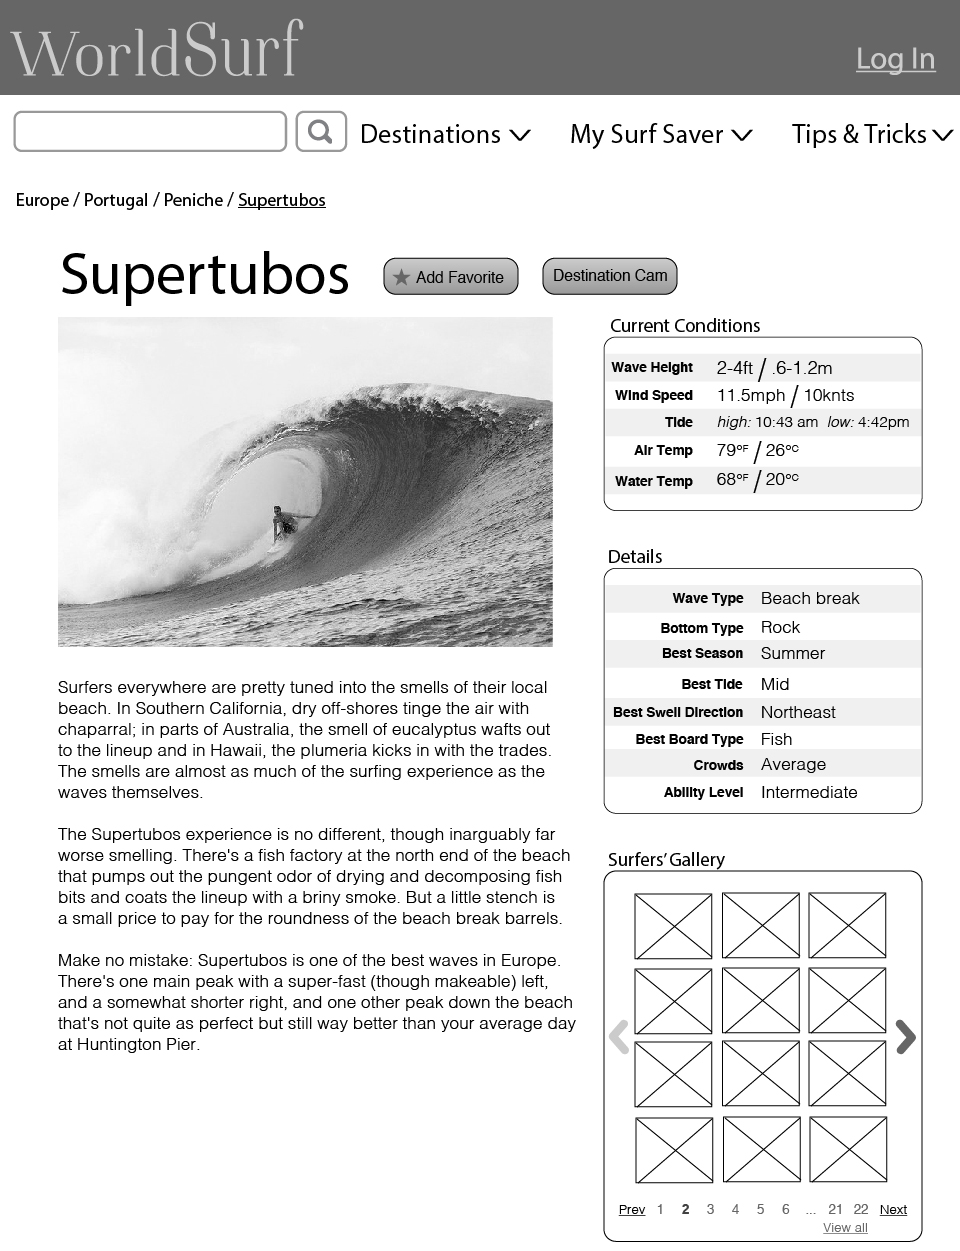 WorldSurf
Log In
Destinations
My Surf Saver
Tips & Tricks
Europe / Portugal / Peniche / Supertubos
Supertubos
Add Favorite
Destination Cam
Current Conditions
Wave Height 2-4ft / .6-1.2m
Wind Speed 11.5mph / 10knts
Tide high: 10:43 am low: 4:42pm
Air Temp 79°F / 26°C
Water Temp 68°F / 20°C
Details
Wave Type Beach break
Bottom Type Rock
Best Season Summer
Best Tide Mid
Best Swell Direction Northeast
Best Board Type Fish
Crowds Average
Ability Level Intermediate
Surfers' Gallery
Prev 1 2 3 4 5 6 ... 21 22 Next
View all
Surfers everywhere are pretty tuned into the smells of their local
beach. In Southern California, dry off-shores tinge the air with
chaparral; in parts of Australia, the smell of eucalyptus wafts out
to the lineup and in Hawaii, the plumeria kicks in with the trades.
The smells are almost as much of the surfing experience as the
waves themselves.
The Supertubos experience is no different, though inarguably far
worse smelling. There's a fish factory at the north end of the beach
that pumps out the pungent odor of drying and decomposing fish
bits and coats the lineup with a briny smoke. But a little stench is
a small price to pay for the roundness of the beach break barrels.
Make no mistake: Supertubos is one of the best waves in Europe.
There's one main peak with a super-fast (though makeable) left,
and a somewhat shorter right, and one other peak down the beach
that's not quite as perfect but still way better than your average day
at Huntington Pier.